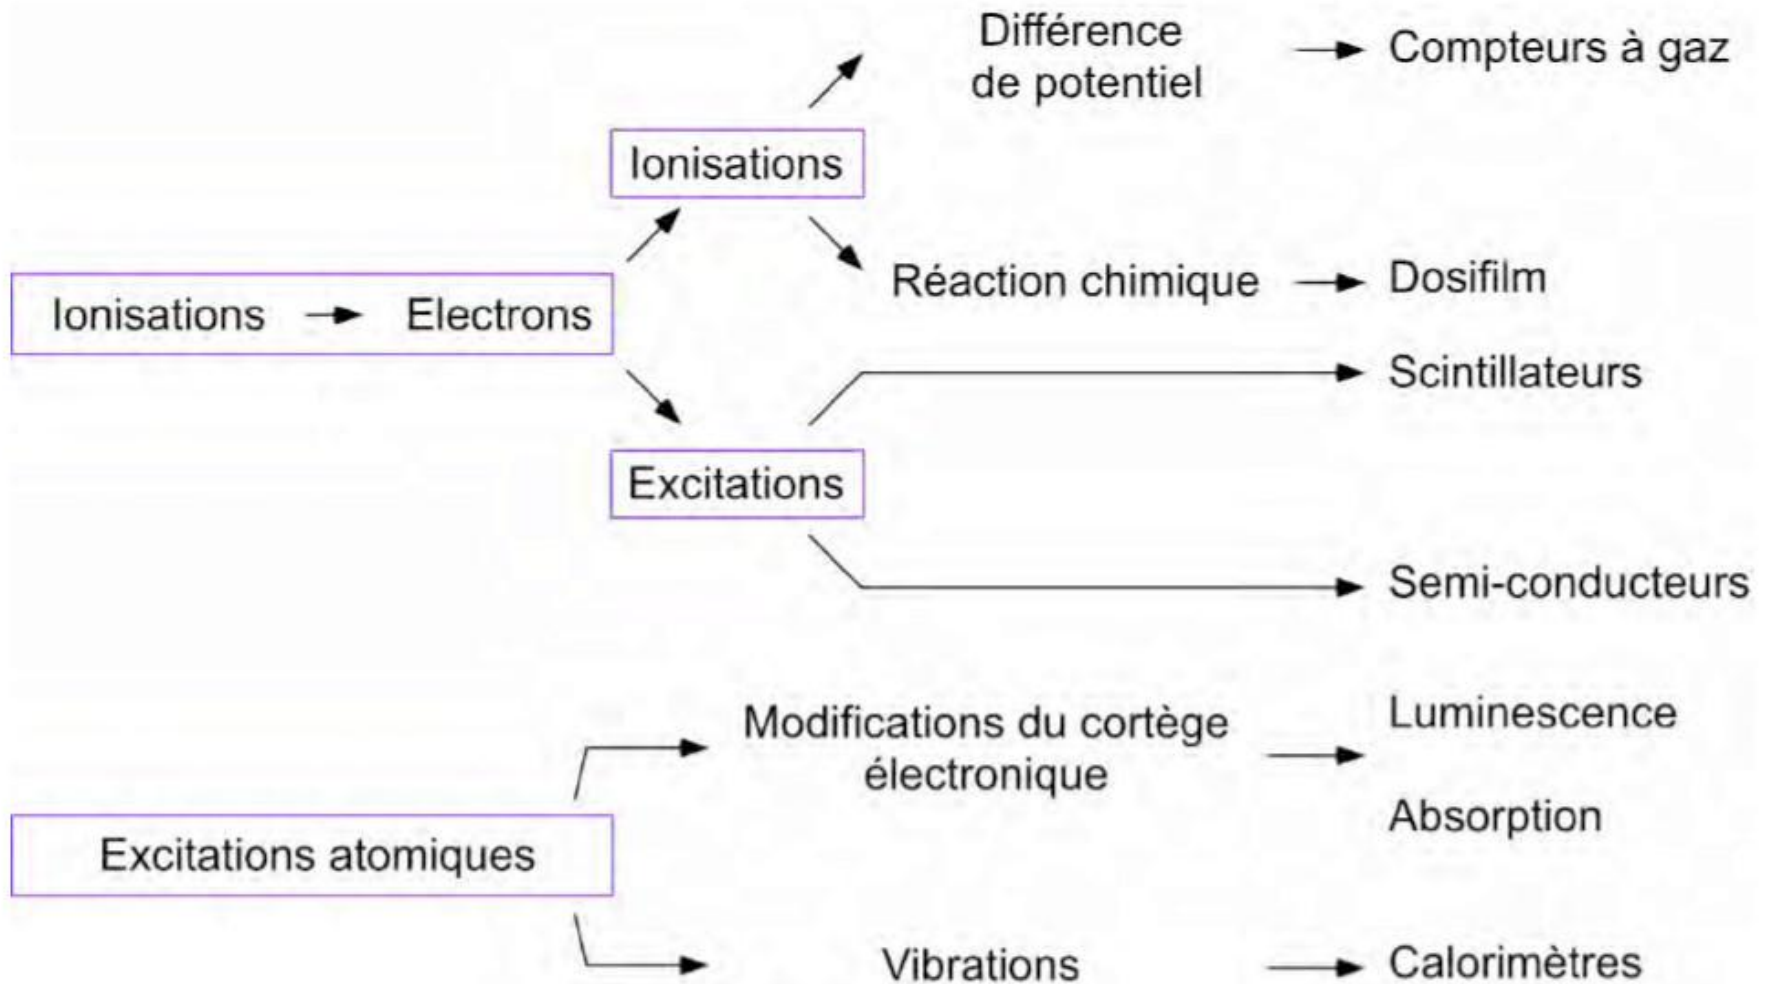 Différence
de potentiel
Compteurs à gaz
Ionisations
Réaction chimique
Dosifilm
Ionisations
Electrons
Scintillateurs
Excitations
Semi-conducteurs
Modifications du cortège
électronique
Luminescence
Absorption
Excitations atomiques
Vibrations
Calorimètres